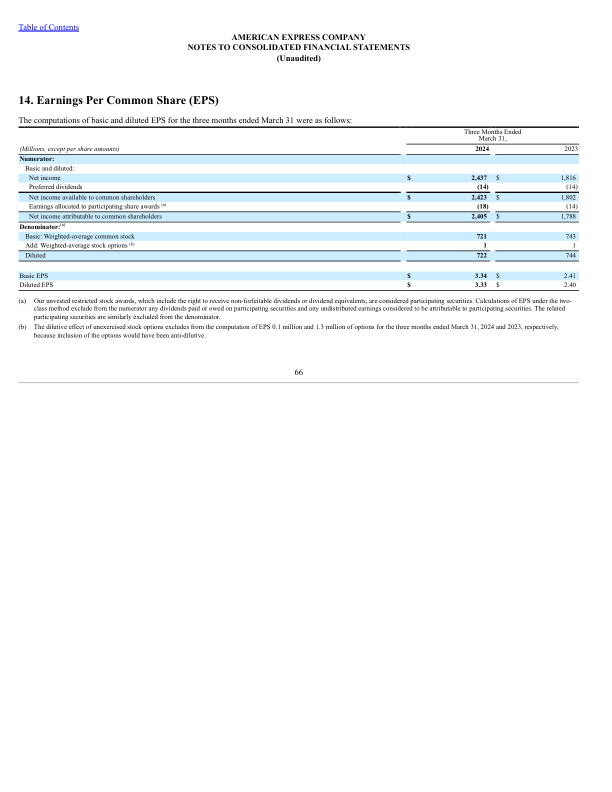 Table of Contents
AMERICAN EXPRESS COMPANY
NOTES TO CONSOLIDATED FINANCIAL STATEMENTS
(Unaudited)
14. Earnings Per Common Share (EPS)
The computations of basic and diluted EPS for the three months ended March 31 were as follows:
Three Months Ended
March 31,
(Millions, except per share amounts) 2024 2023
Numerator:
Basic and diluted:
Net income $ 2,437 $ 1,816
Preferred dividends (14) (14)
Net income available to common shareholders $ 2,423 $ 1,802
Earnings allocated to participating share awards (a) (18) (14)
Net income attributable to common shareholders $ 2,405 $ 1,788
Denominator:(a)
Basic: Weighted-average common stock 721 743
Add: Weighted-average stock options (b) 1 1
Diluted 722 744
Basic EPS $ 3.34 $ 2.41
Diluted EPS $ 3.33 $ 2.40
(a) Our unvested restricted stock awards, which include the right to receive non-forfeitable dividends or dividend equivalents, are considered participating securities. Calculations of EPS under the two-
class method exclude from the numerator any dividends paid or owed on participating securities and any undistributed earnings considered to be attributable to participating securities. The related
participating securities are similarly excluded from the denominator.
(b) The dilutive effect of unexercised stock options excludes from the computation of EPS 0.1 million and 1.3 million of options for the three months ended March 31, 2024 and 2023, respectively,
because inclusion of the options would have been anti-dilutive.
66